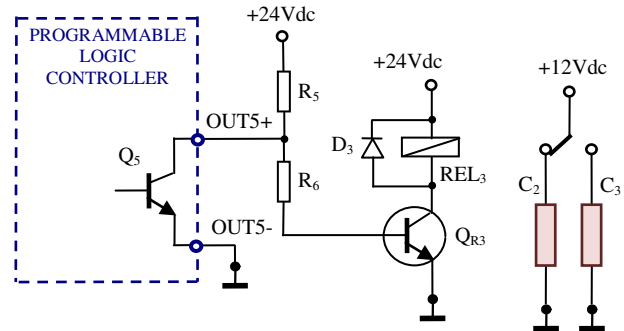 +24Vdc
PROGRAMMABLE
LOGIC
CONTROLLER
R5
OUT5+
Q5
R6
OUT5-
+24Vdc
D3
REL3
QR3
+12Vdc
C2
C3